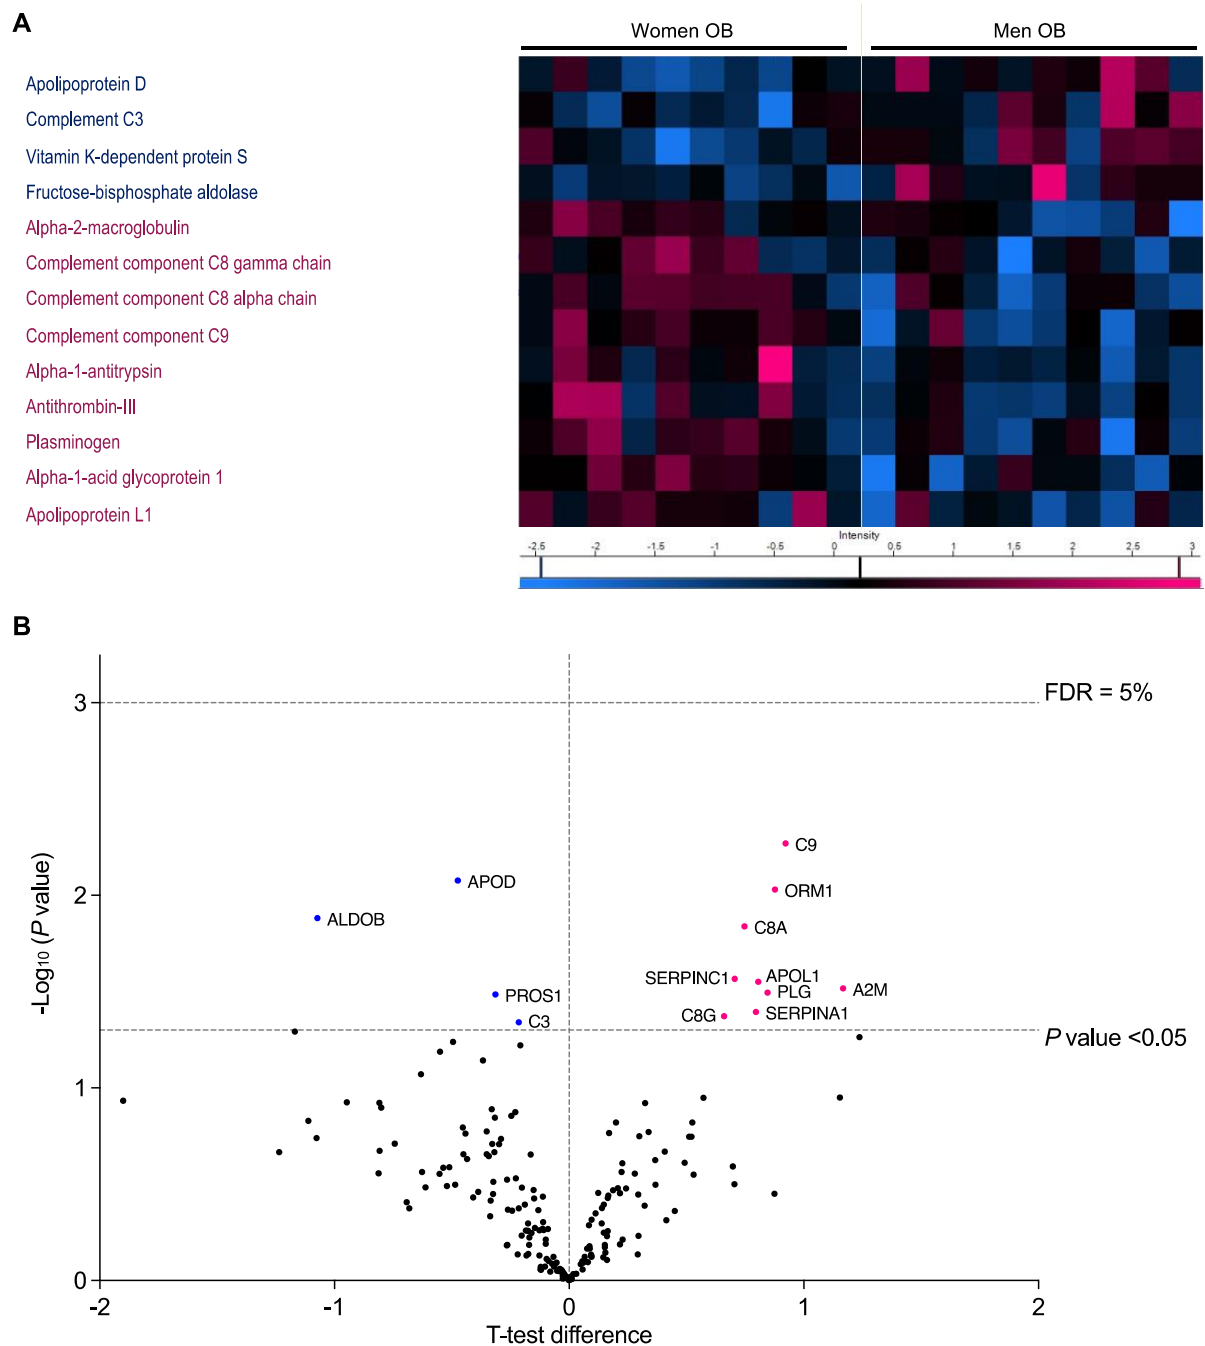 A
Women OB
Men OB
Apolipoprotein D
Complement C3
Vitamin K-dependent protein S
Fructose-bisphosphate aldolase
Alpha-2-macroglobulin
Complement component C8 gamma chain
Complement component C8 alpha chain
Complement component C9
Alpha-1-antitrypsin
Antithrombin-III
Plasminogen
Alpha-1-acid glycoprotein 1
Apolipoprotein L1
Intensity
-2.5 -2 -1.5 -1 -0.5 0 0.5 1 1.5 2 2.5 3
B
3
FDR = 5%
C9
APOD
ORM1
2
ALDOB
C8A
SERPINC1
APOL1
PLG
A2M
PROS1
SERPINA1
C8G
C3
P value <0.05
-Log10 (P value)
1
0
-2 -1 0 1 2
T-test difference